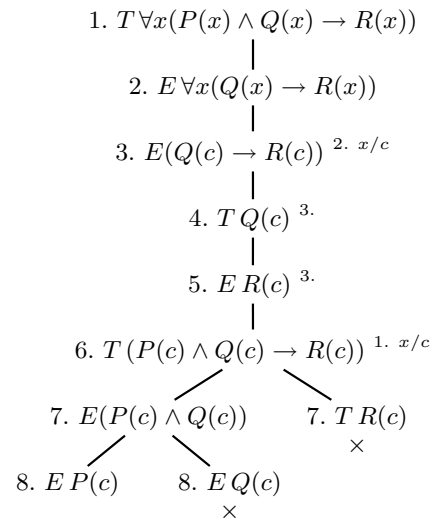 1. T ∀x(P(x) ∧ Q(x) → R(x))
2. E ∀x(Q(x) → R(x))
3. E(Q(c) → R(c)) 2. x/c
4. T Q(c) 3.
5. E R(c) 3.
6. T (P(c) ∧ Q(c) → R(c)) 1. x/c
7. E(P(c) ∧ Q(c)) 7. T R(c)
×
8. E P(c) 8. E Q(c)
×